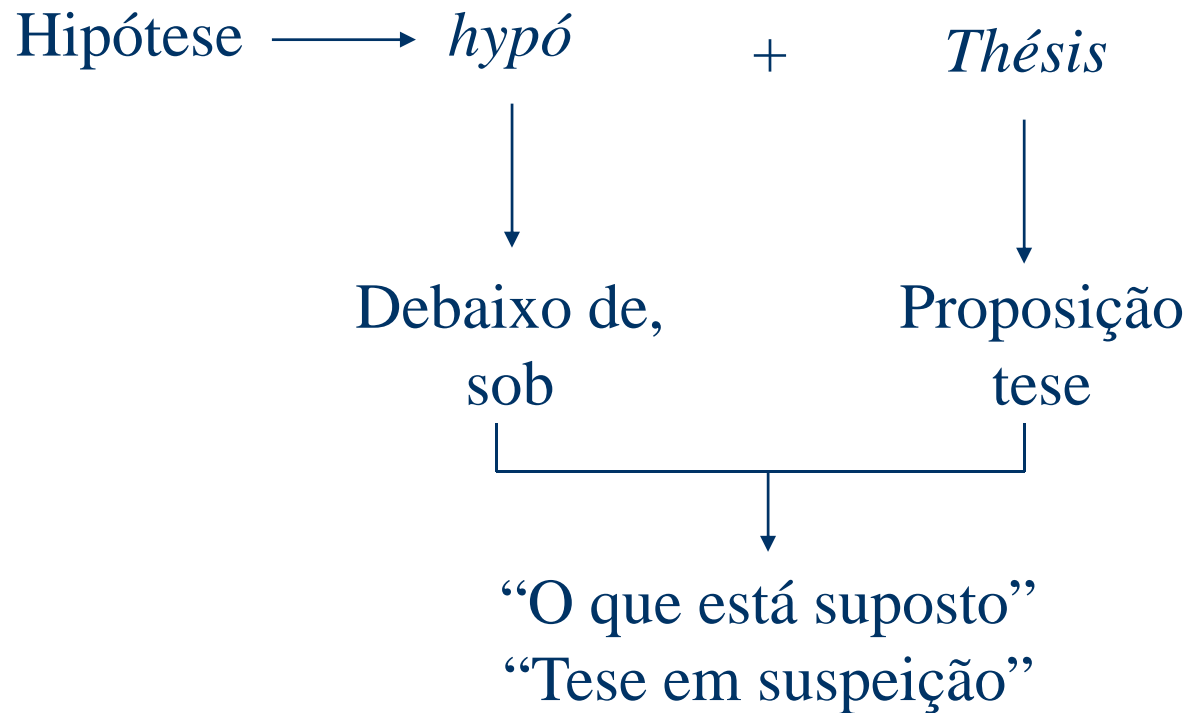 Hipótese hypó + Thésis
Debaixo de, Proposição
sob tese
“O que está suposto”
“Tese em suspeição”